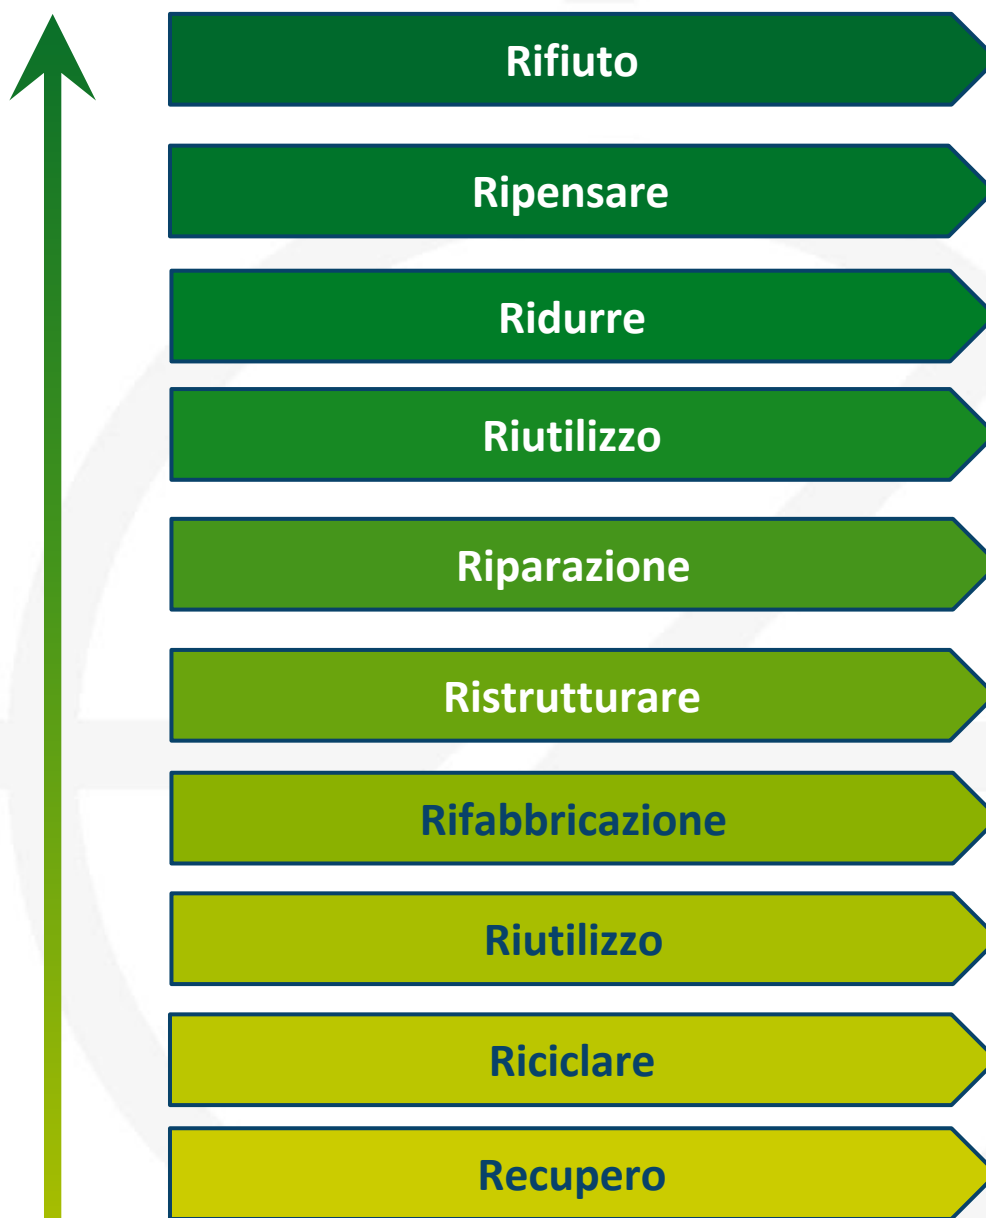 Rifiuto
Ripensare
Ridurre
Riutilizzo
Riparazione
Ristrutturare
Rifabbricazione
Riutilizzo
Riciclare
Recupero